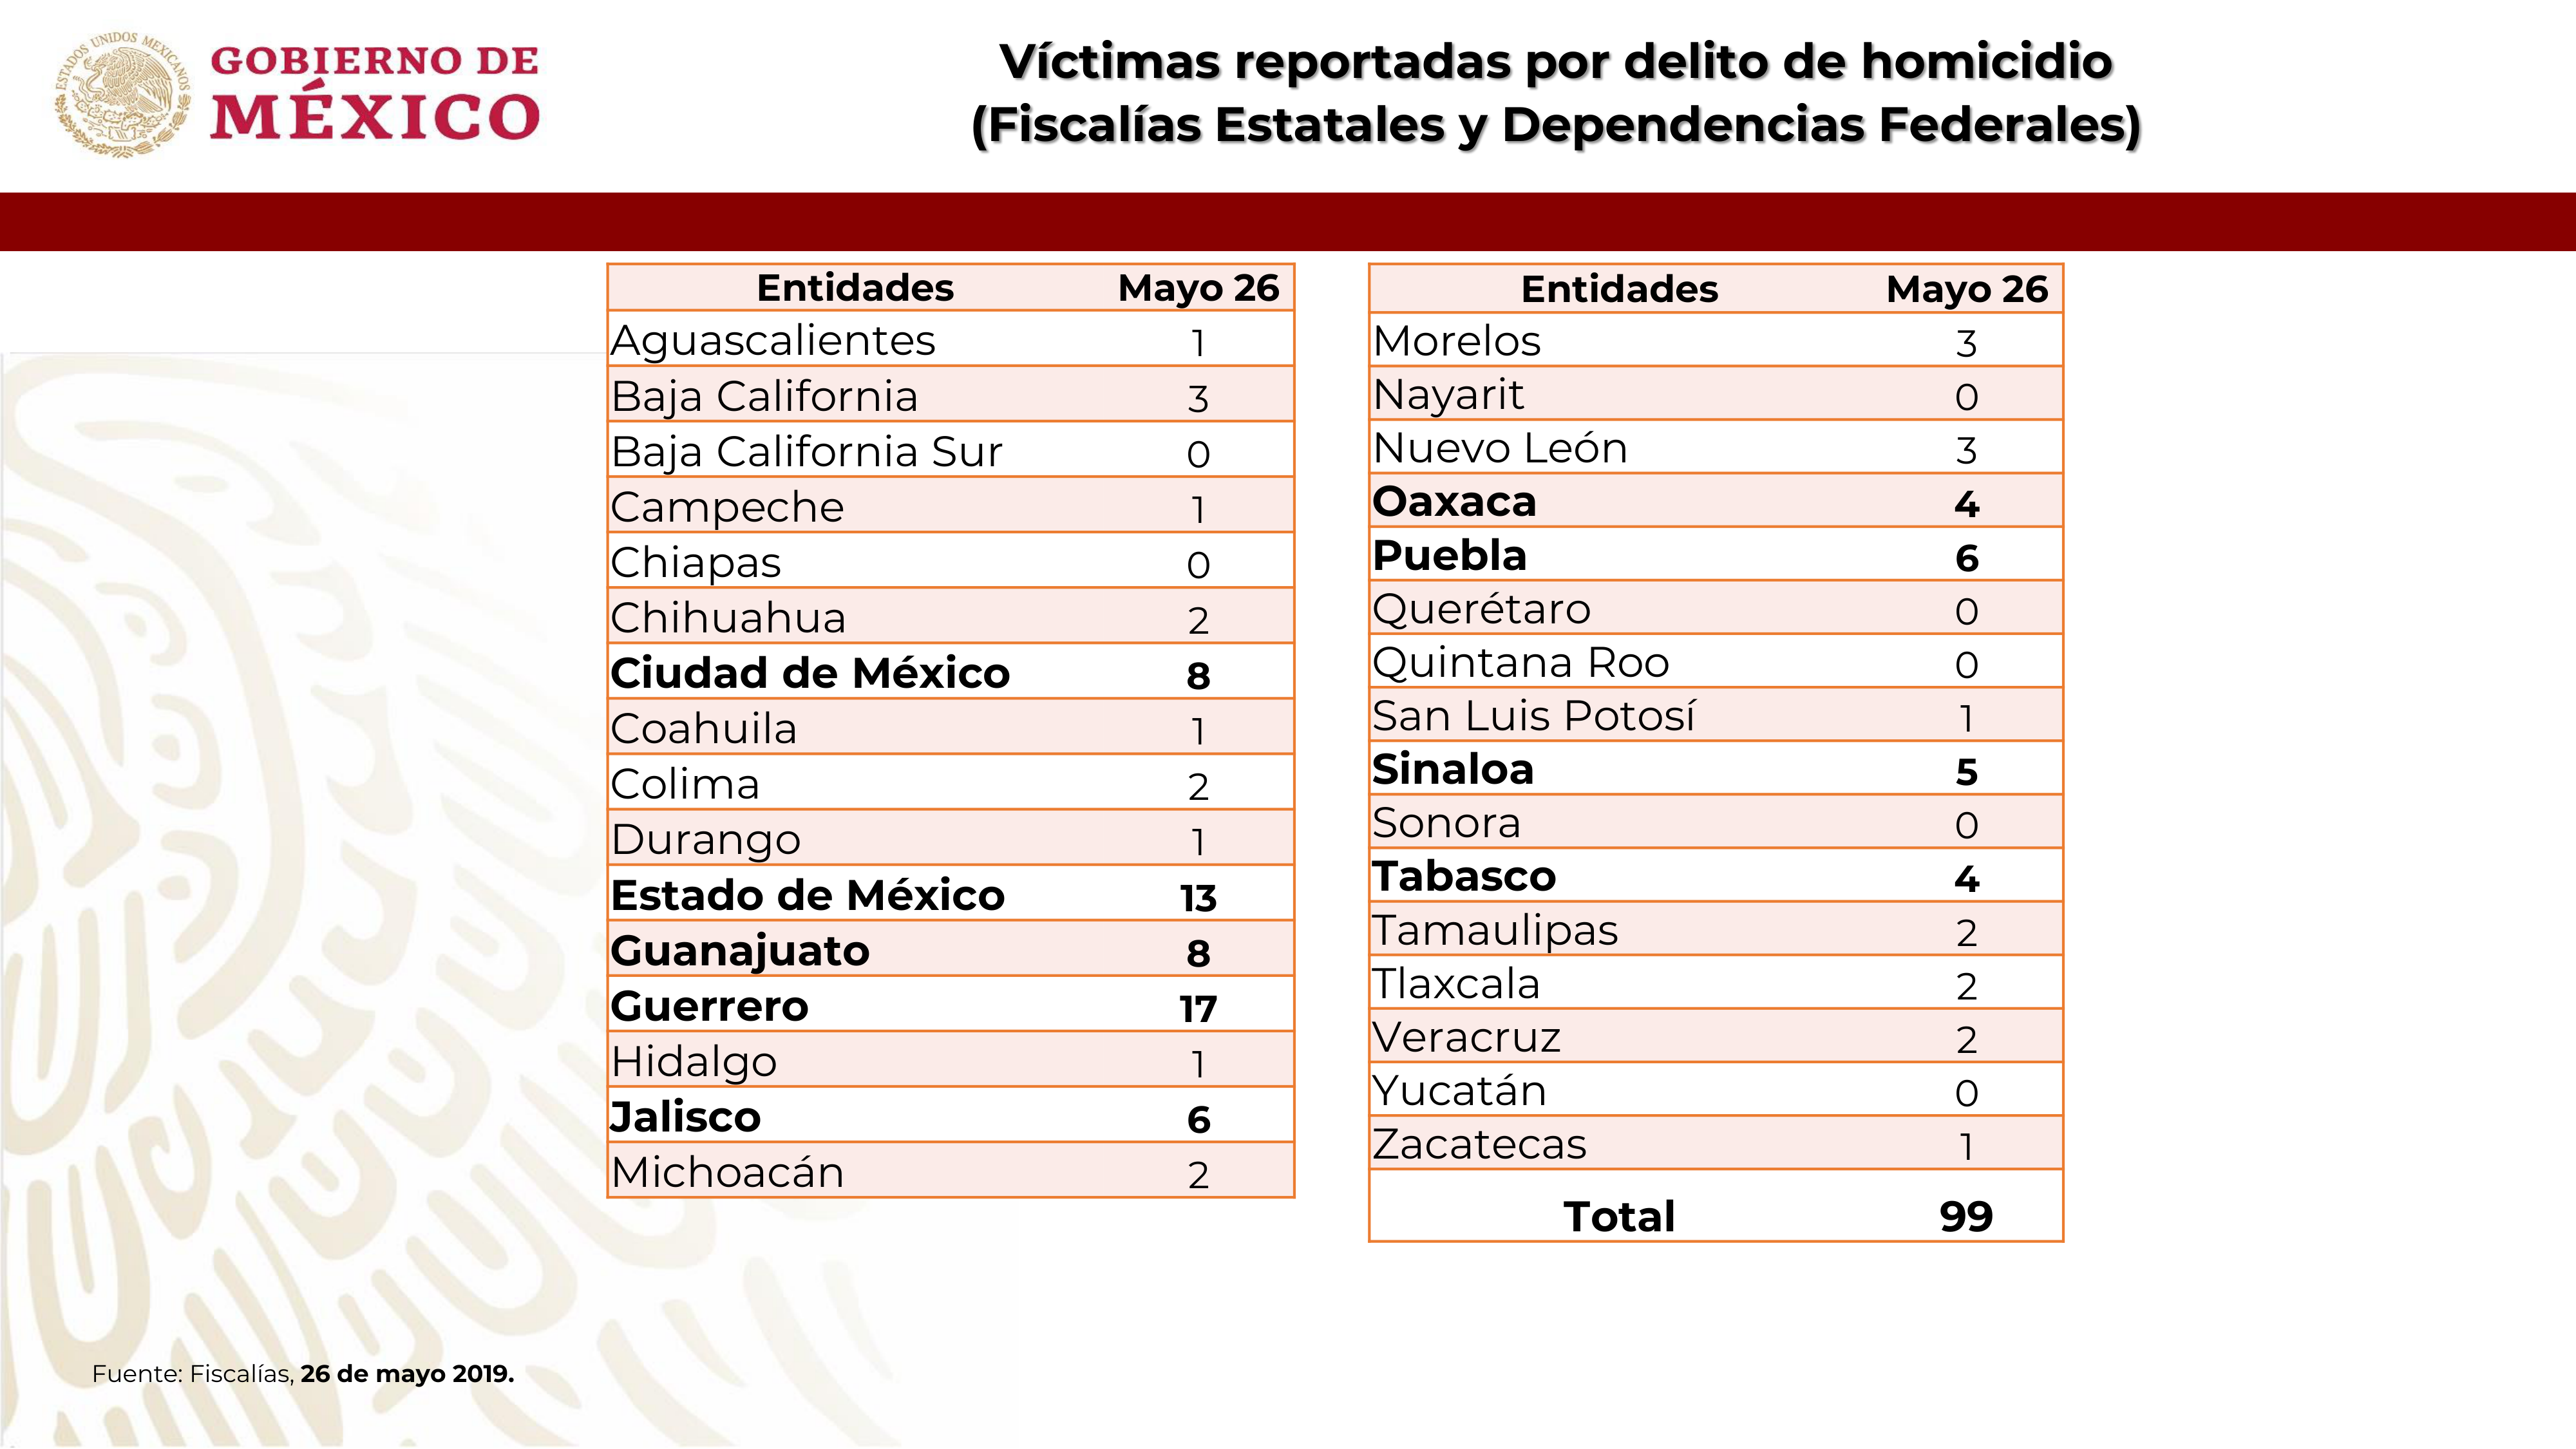 ESTADOS UNIDOS MEXICANOS
GOBIERNO DE
MÉXICO
Víctimas reportadas por delito de homicidio
(Fiscalías Estatales y Dependencias Federales)
Entidades Mayo 26
Aguascalientes 1
Baja California 3
Baja California Sur 0
Campeche 1
Chiapas 0
Chihuahua 2
Ciudad de México 8
Coahuila 1
Colima 2
Durango 1
Estado de México 13
Guanajuato 8
Guerrero 17
Hidalgo 1
Jalisco 6
Michoacán 2
Entidades Mayo 26
Morelos 3
Nayarit 0
Nuevo León 3
Oaxaca 4
Puebla 6
Querétaro 0
Quintana Roo 0
San Luis Potosí 1
Sinaloa 5
Sonora 0
Tabasco 4
Tamaulipas 2
Tlaxcala 2
Veracruz 2
Yucatán 0
Zacatecas 1
Total 99
Fuente: Fiscalías, 26 de mayo 2019.